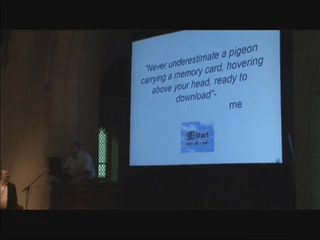 "Never underestimate a pigeon
carrying a memory card, hovering
above your head, ready to
download"-
me